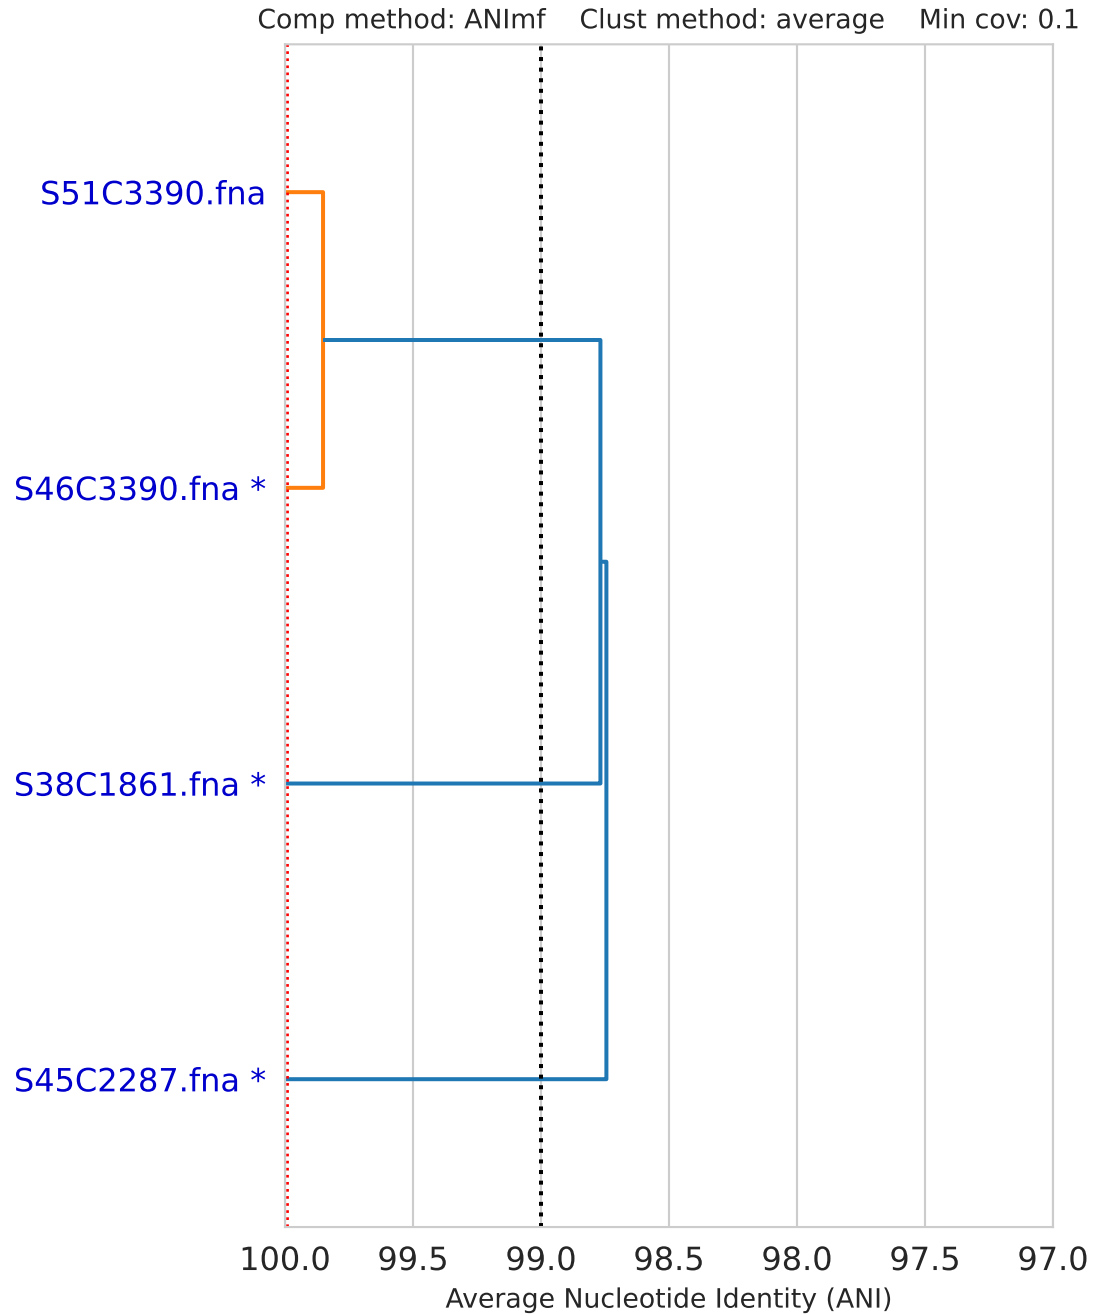 Comp method: ANImf    Clust method: average    Min cov: 0.1
S51C3390.fna
S46C3390.fna *
S38C1861.fna *
S45C2287.fna *
100.0 99.5 99.0 98.5 98.0 97.5 97.0
Average Nucleotide Identity (ANI)